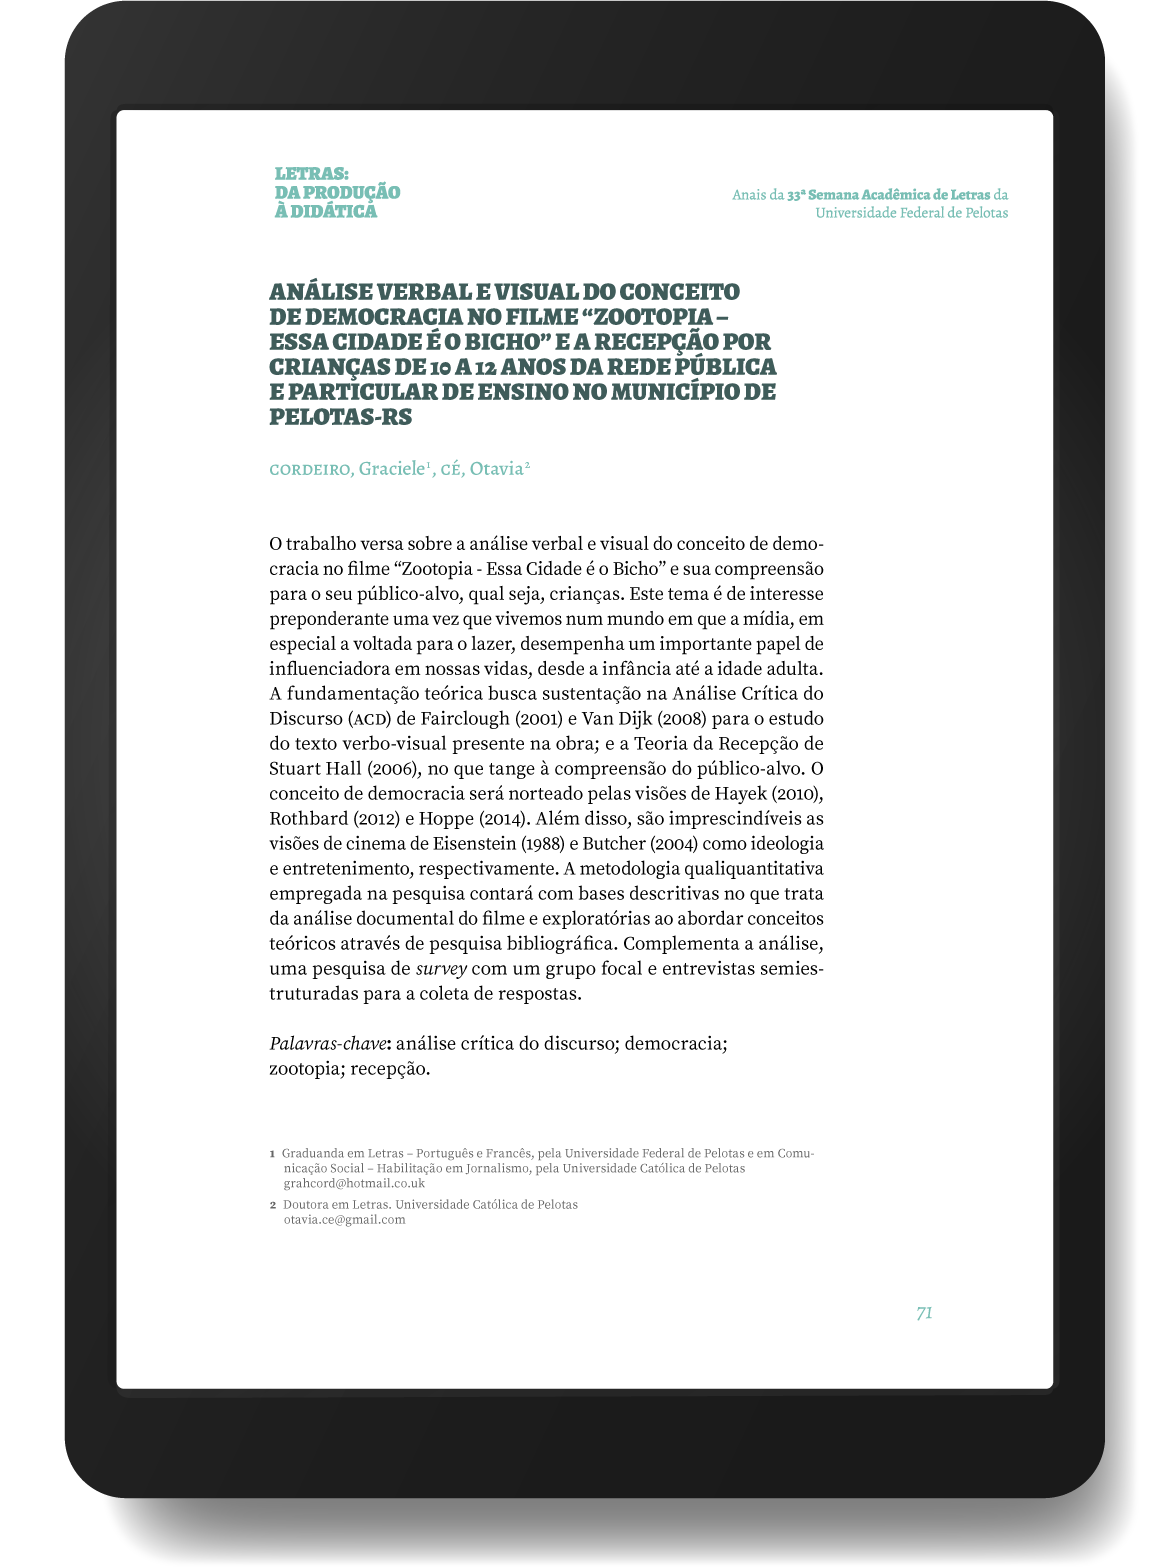 LETRAS:
DA PRODUÇÃO
À DIDÁTICA
Anais da 33ª Semana Acadêmica de Letras da
Universidade Federal de Pelotas
ANÁLISE VERBAL E VISUAL DO CONCEITO
DE DEMOCRACIA NO FILME “ZOOTOPIA –
ESSA CIDADE É O BICHO” E A RECEPÇÃO POR
CRIANÇAS DE 10 A 12 ANOS DA REDE PÚBLICA
E PARTICULAR DE ENSINO NO MUNICÍPIO DE
PELOTAS-RS
CORDEIRO, Graciele¹, CÉ, Otavia²
O trabalho versa sobre a análise verbal e visual do conceito de demo-
cracia no filme “Zootopia - Essa Cidade é o Bicho” e sua compreensão
para o seu público-alvo, qual seja, crianças. Este tema é de interesse
preponderante uma vez que vivemos num mundo em que a mídia, em
especial a voltada para o lazer, desempenha um importante papel de
influenciadora em nossas vidas, desde a infância até a idade adulta.
A fundamentação teórica busca sustentação na Análise Crítica do
Discurso (ACD) de Fairclough (2001) e Van Dijk (2008) para o estudo
do texto verbo-visual presente na obra; e a Teoria da Recepção de
Stuart Hall (2006), no que tange à compreensão do público-alvo. O
conceito de democracia será norteado pelas visões de Hayek (2010),
Rothbard (2012) e Hoppe (2014). Além disso, são imprescindíveis as
visões de cinema de Eisenstein (1988) e Butcher (2004) como ideologia
e entretenimento, respectivamente. A metodologia qualiquantitativa
empregada na pesquisa contará com bases descritivas no que trata
da análise documental do filme e exploratórias ao abordar conceitos
teóricos através de pesquisa bibliográfica. Complementa a análise,
uma pesquisa de survey com um grupo focal e entrevistas semies-
truturadas para a coleta de respostas.
Palavras-chave: análise crítica do discurso; democracia;
zootopia; recepção.
1 Graduanda em Letras – Português e Francês, pela Universidade Federal de Pelotas e em Comu-
nicação Social – Habilitação em Jornalismo, pela Universidade Católica de Pelotas
grahcord@hotmail.co.uk
2 Doutora em Letras. Universidade Católica de Pelotas
otavia.ce@gmail.com
71